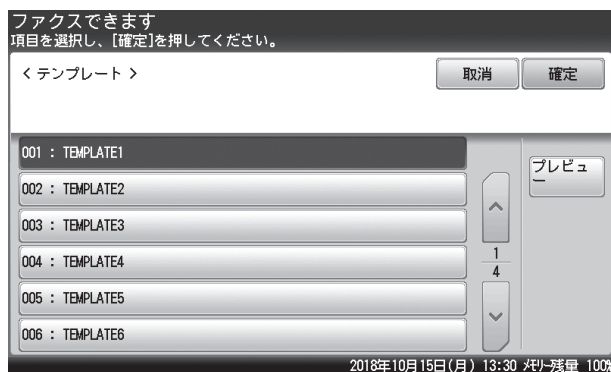 ファクスできます
項目を選択し、[確定]を押してください。
< テンプレート >
取消
確定
001 : TEMPLATE1
002 : TEMPLATE2
003 : TEMPLATE3
004 : TEMPLATE4
005 : TEMPLATE5
006 : TEMPLATE6
プレビュ
ー
1
4
2018年10月15日(月) 13:30 メモリー残量 100%